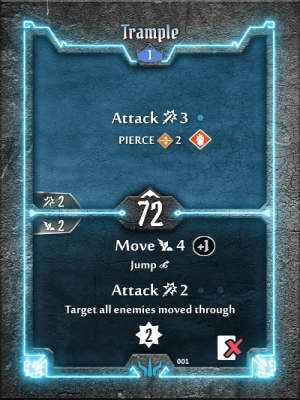 Trample
1
Attack 3
PIERCE 2
2
72
2
Move 4 +1
Jump
Attack 2
Target all enemies moved through
2
001